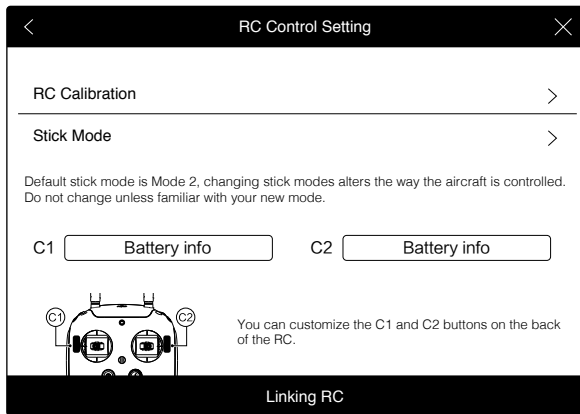 RC Control Setting
RC Calibration
Stick Mode
Default stick mode is Mode 2, changing stick modes alters the way the aircraft is controlled.
Do not change unless familiar with your new mode.
C1 Battery info C2 Battery info
C1 C2
You can customize the C1 and C2 buttons on the back
of the RC.
Linking RC